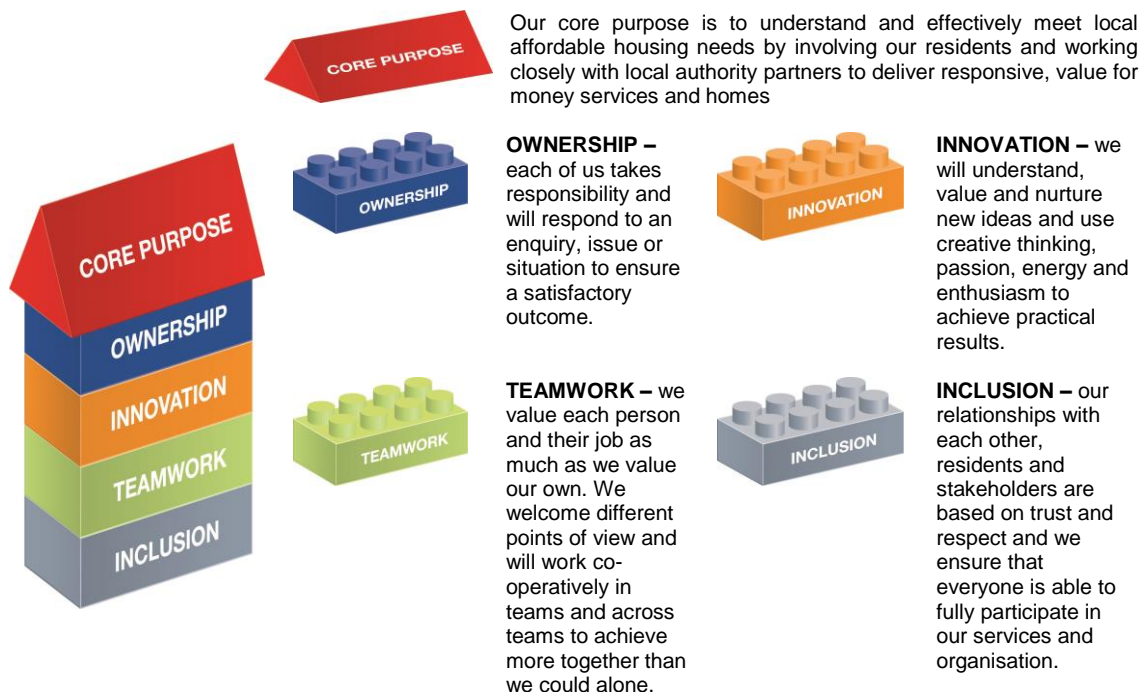 CORE PURPOSE
Our core purpose is to understand and effectively meet local
affordable housing needs by involving our residents and working
closely with local authority partners to deliver responsive, value for
money services and homes
CORE PURPOSE
OWNERSHIP
INNOVATION
TEAMWORK
INCLUSION
OWNERSHIP
OWNERSHIP –
each of us takes
responsibility and
will respond to an
enquiry, issue or
situation to ensure
a satisfactory
outcome.
INNOVATION
INNOVATION – we
will understand,
value and nurture
new ideas and use
creative thinking,
passion, energy and
enthusiasm to
achieve practical
results.
TEAMWORK
TEAMWORK – we
value each person
and their job as
much as we value
our own. We
welcome different
points of view and
will work co-
operatively in
teams and across
teams to achieve
more together than
we could alone.
INCLUSION
INCLUSION – our
relationships with
each other,
residents and
stakeholders are
based on trust and
respect and we
ensure that
everyone is able to
fully participate in
our services and
organisation.